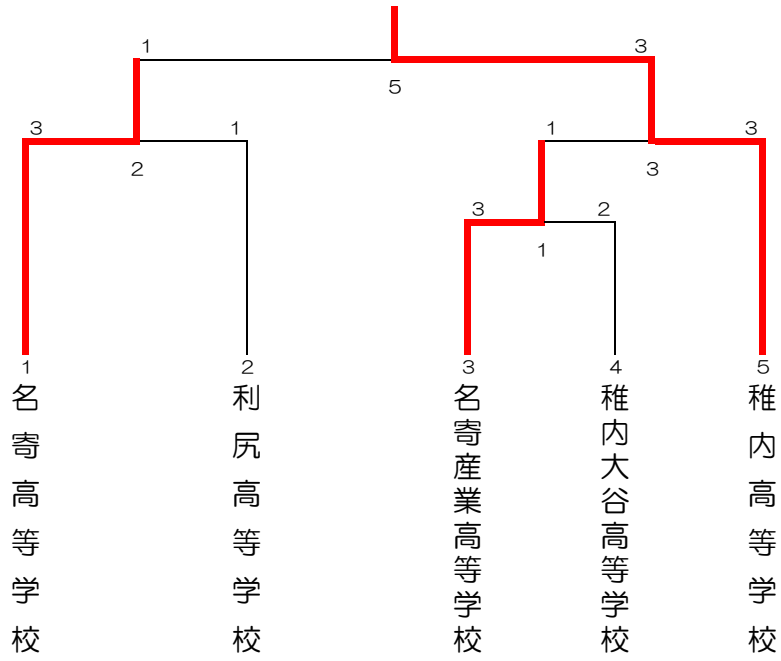 1 3
5
3 1 1 3
2 3
3 2
1
1 2 3 4 5
名寄高等学校
利尻高等学校
名寄産業高等学校
稚内大谷高等学校
稚内高等学校